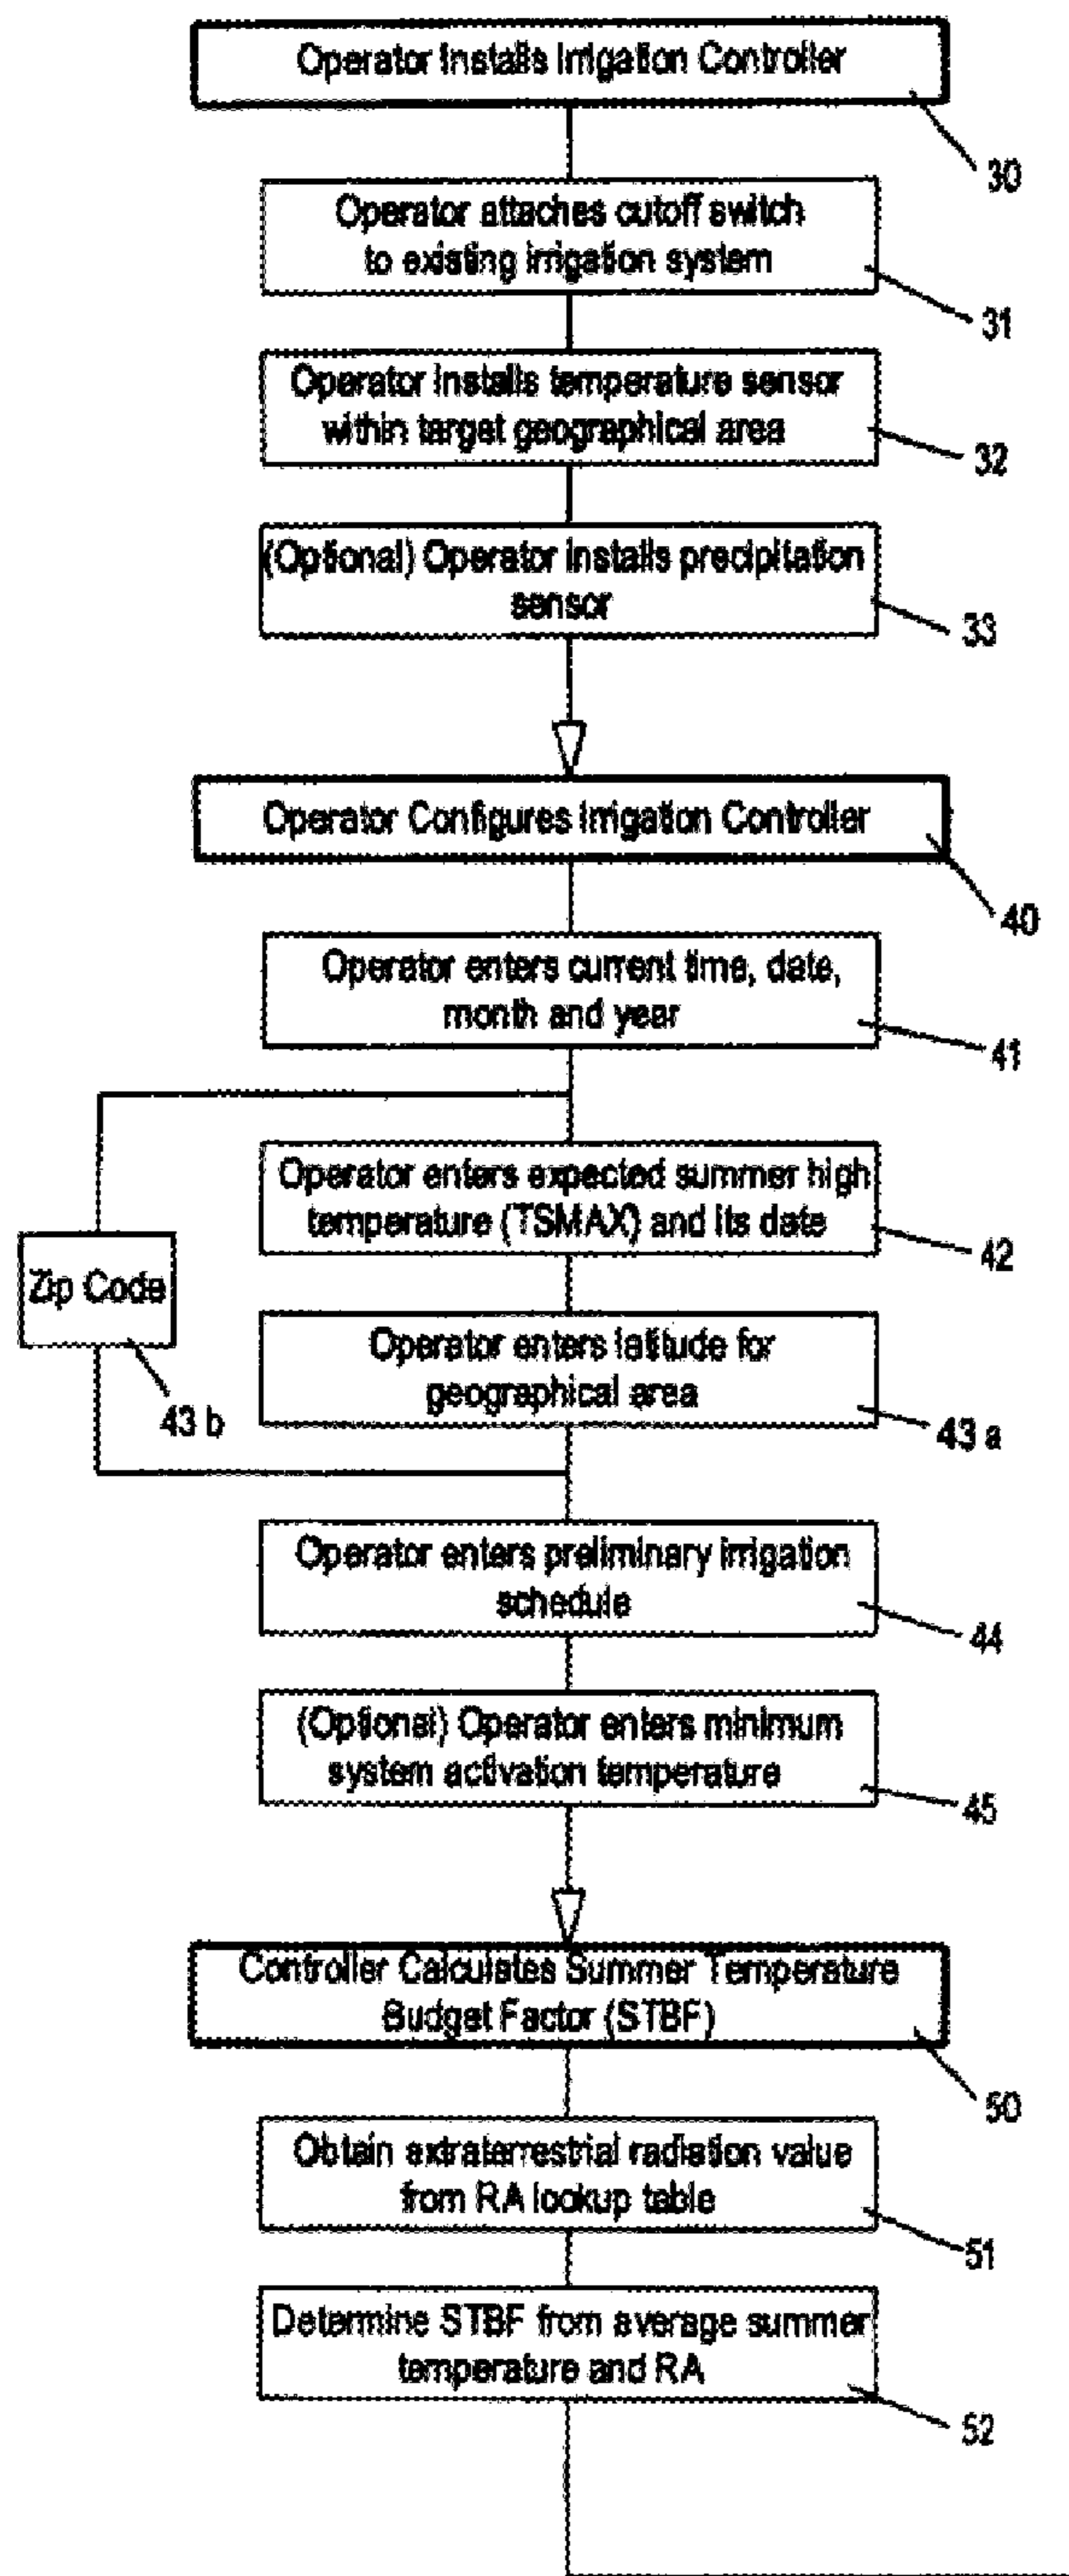 Operator Installs Irrigation Controller
30
Operator attaches cutoff switch
to existing irrigation system
31
Operator installs temperature sensor
within target geographical area
32
(Optional) Operator installs precipitation
sensor
33
Operator Configures Irrigation Controller
40
Operator enters current time, date,
month and year
41
Operator enters expected summer high
temperature (TSMAX) and its date
42
Zip Code
43 b
Operator enters latitude for
geographical area
43 a
Operator enters preliminary irrigation
schedule
44
(Optional) Operator enters minimum
system activation temperature
45
Controller Calculates Summer Temperature
Budget Factor (STBF)
50
Obtain extraterrestrial radiation value
from RA lookup table
51
Determine STBF from average summer
temperature and RA
52